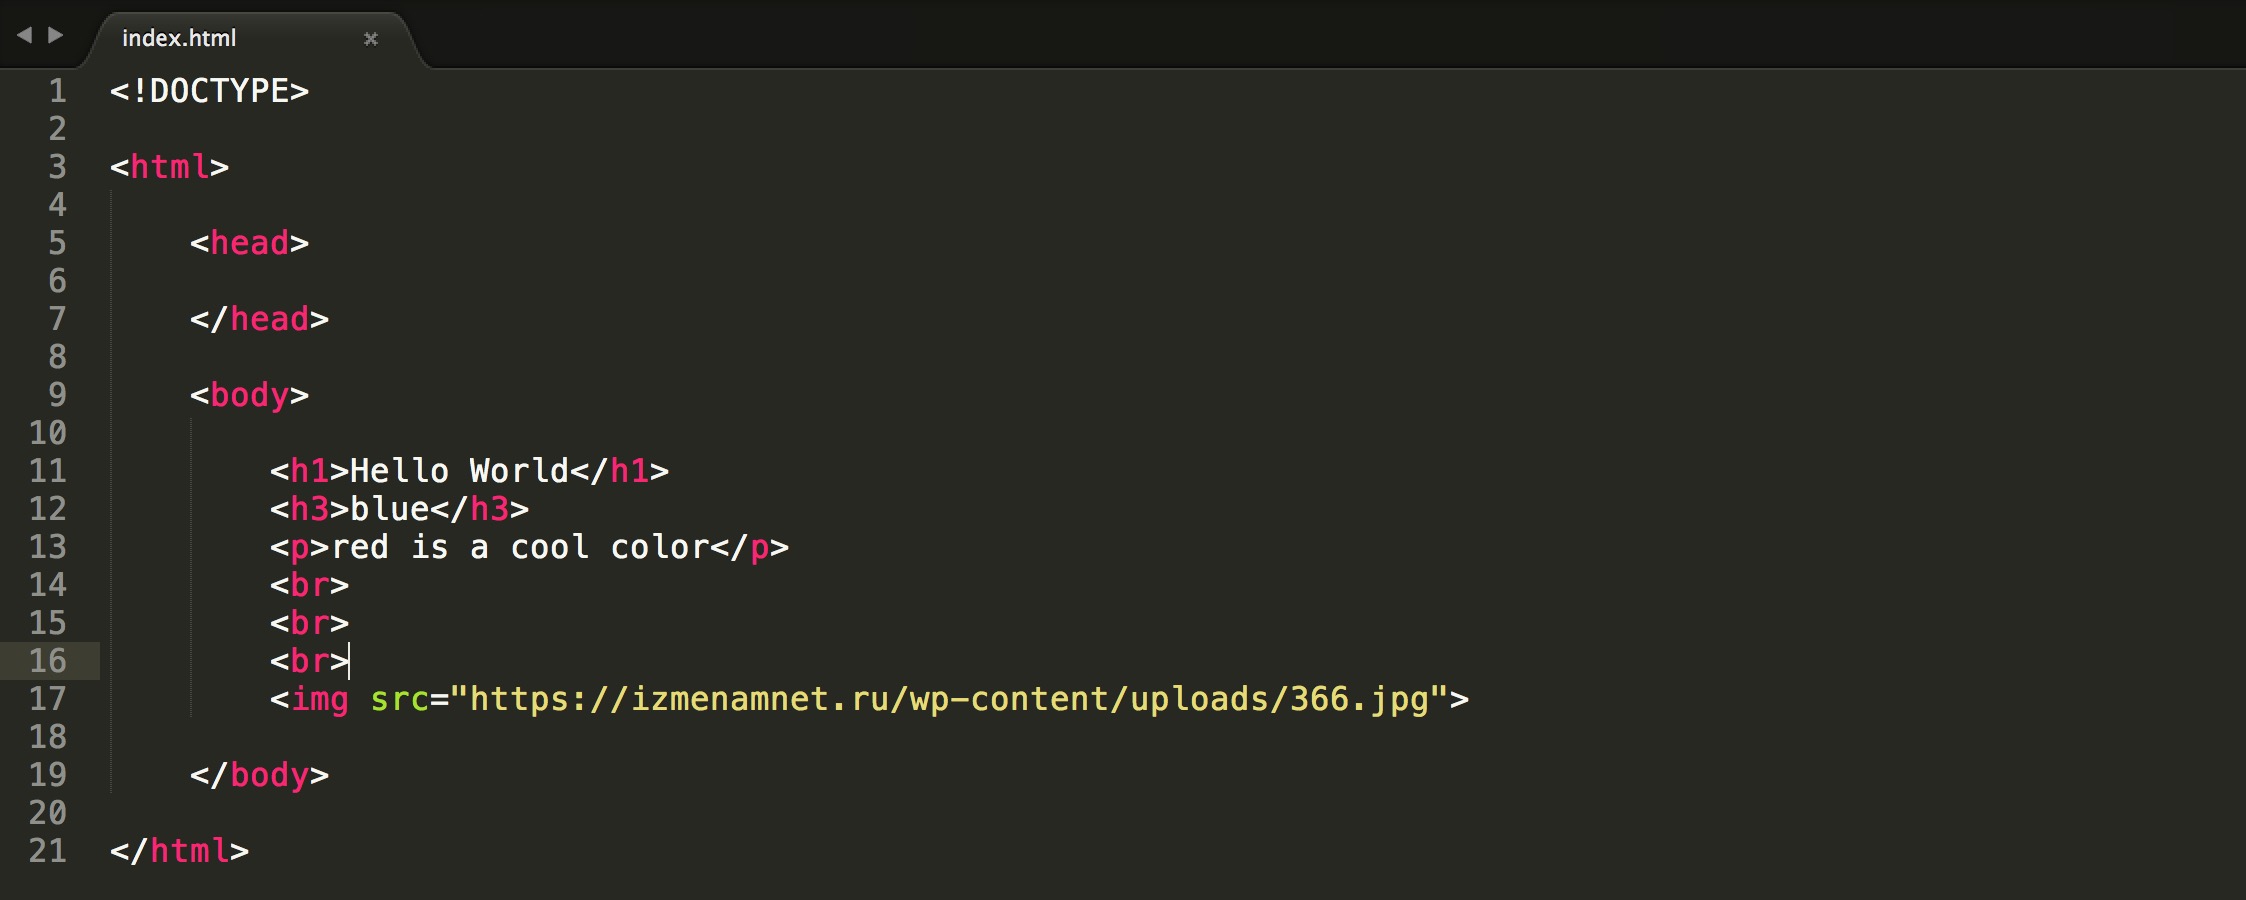 index.html
1 <!DOCTYPE>
2
3 <html>
4
5 <head>
6
7 </head>
8
9 <body>
10
11 <h1>Hello World</h1>
12 <h3>blue</h3>
13 <p>red is a cool color</p>
14 <br>
15 <br>
16 <br>
17 <img src="https://izmenamnet.ru/wp-content/uploads/366.jpg">
18
19 </body>
20
21 </html>